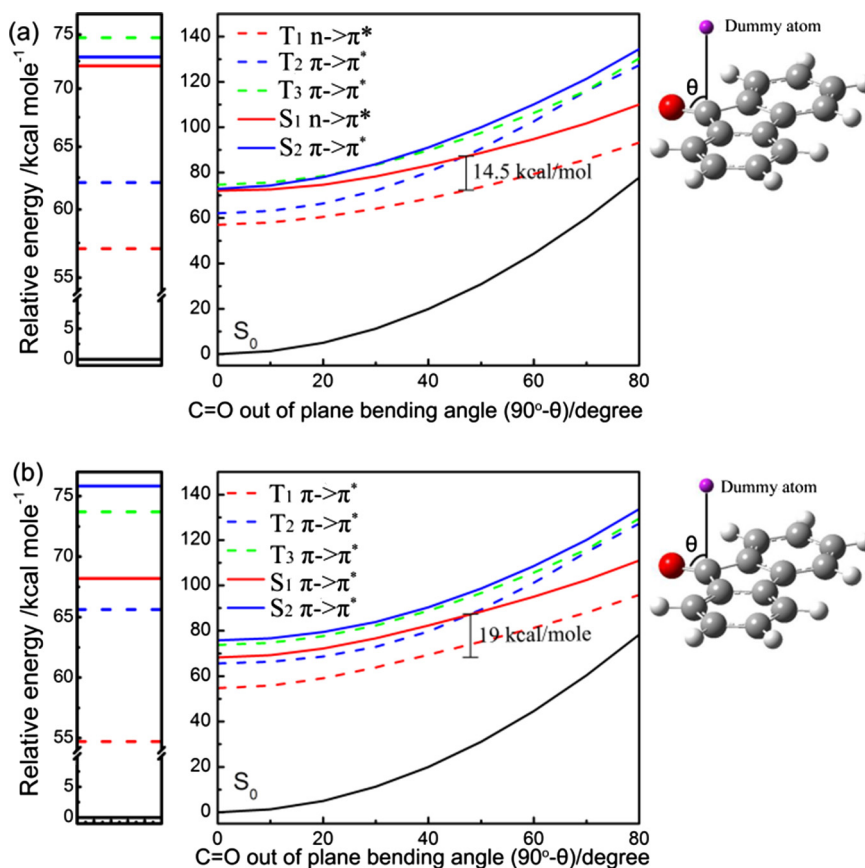 (a)
Relative energy /kcal mole⁻¹
75
70
65
60
55
5
0
140
120
100
80
60
40
20
0
T₁ n->π*
T₂ π->π*
T₃ π->π*
S₁ n->π*
S₂ π->π*
14.5 kcal/mol
S₀
0 20 40 60 80
C=O out of plane bending angle (90º-θ)/degree
Dummy atom
θ
(b)
Relative energy /kcal mole⁻¹
75
70
65
60
55
5
0
140
120
100
80
60
40
20
0
T₁ π->π*
T₂ π->π*
T₃ π->π*
S₁ π->π*
S₂ π->π*
19 kcal/mole
S₀
0 20 40 60 80
C=O out of plane bending angle (90º-θ)/degree
Dummy atom
θ